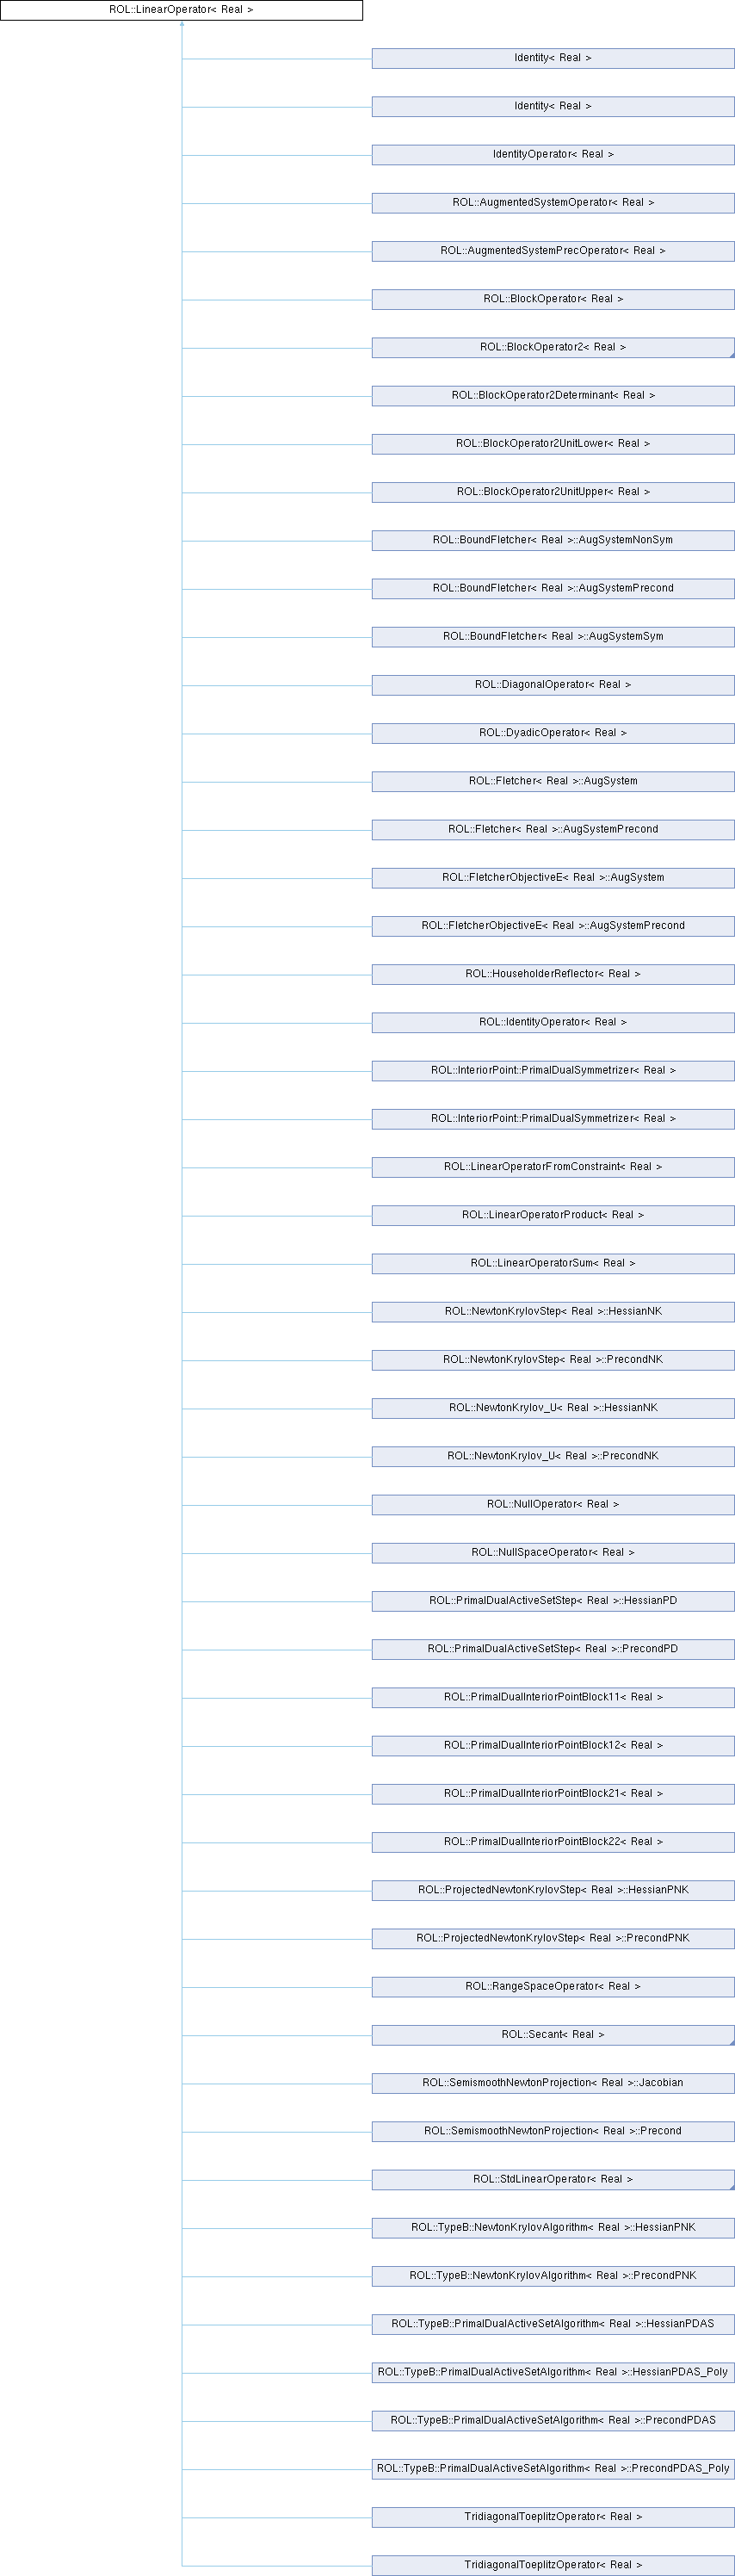 ROL::LinearOperator< Real >
Identity< Real >
Identity< Real >
IdentityOperator< Real >
ROL::AugmentedSystemOperator< Real >
ROL::AugmentedSystemPrecOperator< Real >
ROL::BlockOperator< Real >
ROL::BlockOperator2< Real >
ROL::BlockOperator2Determinant< Real >
ROL::BlockOperator2UnitLower< Real >
ROL::BlockOperator2UnitUpper< Real >
ROL::BoundFletcher< Real >::AugSystemNonSym
ROL::BoundFletcher< Real >::AugSystemPrecond
ROL::BoundFletcher< Real >::AugSystemSym
ROL::DiagonalOperator< Real >
ROL::DyadicOperator< Real >
ROL::Fletcher< Real >::AugSystem
ROL::Fletcher< Real >::AugSystemPrecond
ROL::FletcherObjectiveE< Real >::AugSystem
ROL::FletcherObjectiveE< Real >::AugSystemPrecond
ROL::HouseholderReflector< Real >
ROL::IdentityOperator< Real >
ROL::InteriorPoint::PrimalDualSymmetrizer< Real >
ROL::InteriorPoint::PrimalDualSymmetrizer< Real >
ROL::LinearOperatorFromConstraint< Real >
ROL::LinearOperatorProduct< Real >
ROL::LinearOperatorSum< Real >
ROL::NewtonKrylovStep< Real >::HessianNK
ROL::NewtonKrylovStep< Real >::PrecondNK
ROL::NewtonKrylov_U< Real >::HessianNK
ROL::NewtonKrylov_U< Real >::PrecondNK
ROL::NullOperator< Real >
ROL::NullSpaceOperator< Real >
ROL::PrimalDualActiveSetStep< Real >::HessianPD
ROL::PrimalDualActiveSetStep< Real >::PrecondPD
ROL::PrimalDualInteriorPointBlock11< Real >
ROL::PrimalDualInteriorPointBlock12< Real >
ROL::PrimalDualInteriorPointBlock21< Real >
ROL::PrimalDualInteriorPointBlock22< Real >
ROL::ProjectedNewtonKrylovStep< Real >::HessianPNK
ROL::ProjectedNewtonKrylovStep< Real >::PrecondPNK
ROL::RangeSpaceOperator< Real >
ROL::Secant< Real >
ROL::SemismoothNewtonProjection< Real >::Jacobian
ROL::SemismoothNewtonProjection< Real >::Precond
ROL::StdLinearOperator< Real >
ROL::TypeB::NewtonKrylovAlgorithm< Real >::HessianPNK
ROL::TypeB::NewtonKrylovAlgorithm< Real >::PrecondPNK
ROL::TypeB::PrimalDualActiveSetAlgorithm< Real >::HessianPDAS
ROL::TypeB::PrimalDualActiveSetAlgorithm< Real >::HessianPDAS_Poly
ROL::TypeB::PrimalDualActiveSetAlgorithm< Real >::PrecondPDAS
ROL::TypeB::PrimalDualActiveSetAlgorithm< Real >::PrecondPDAS_Poly
TridiagonalToeplitzOperator< Real >
TridiagonalToeplitzOperator< Real >